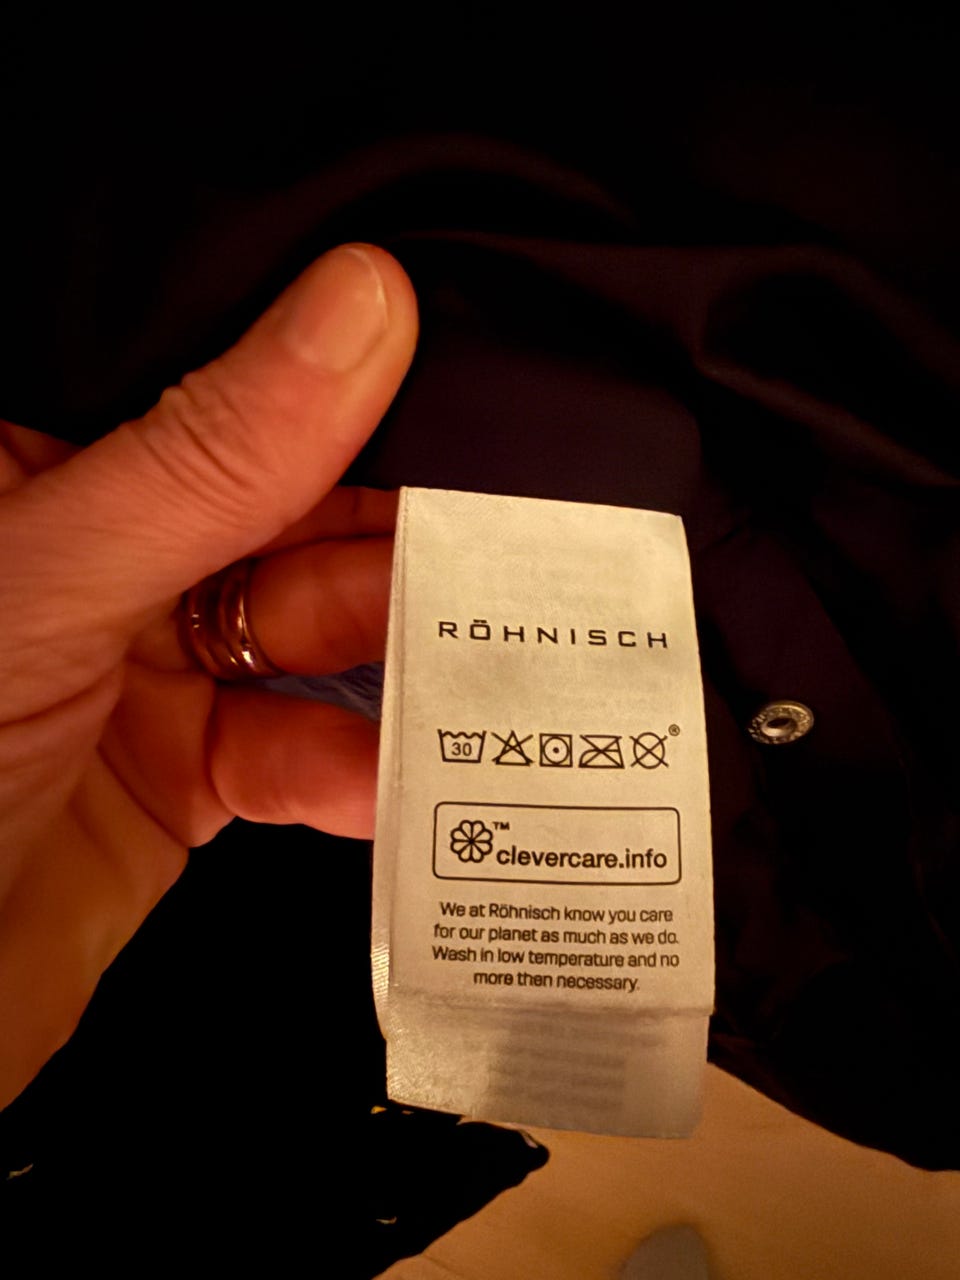 RÖHNISCH
30
®
™
clevercare.info
We at Röhnisch know you care
for our planet as much as we do.
Wash in low temperature and no
more then necessary.